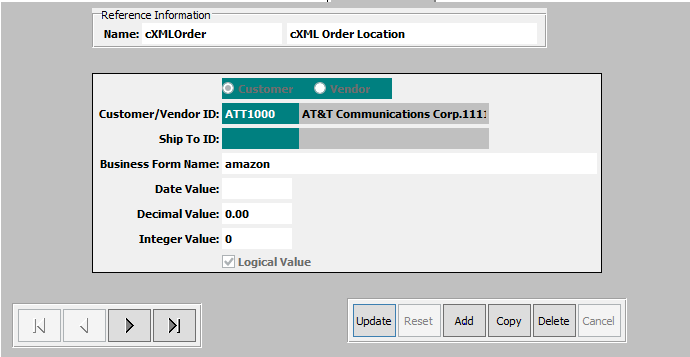 Reference Information
Name: cXMLOrder cXML Order Location
Customer Vendor
Customer/Vendor ID: ATT1000 AT&T Communications Corp.1111
Ship To ID:
Business Form Name: amazon
Date Value:
Decimal Value: 0.00
Integer Value: 0
Logical Value
Update Reset Add Copy Delete Cancel